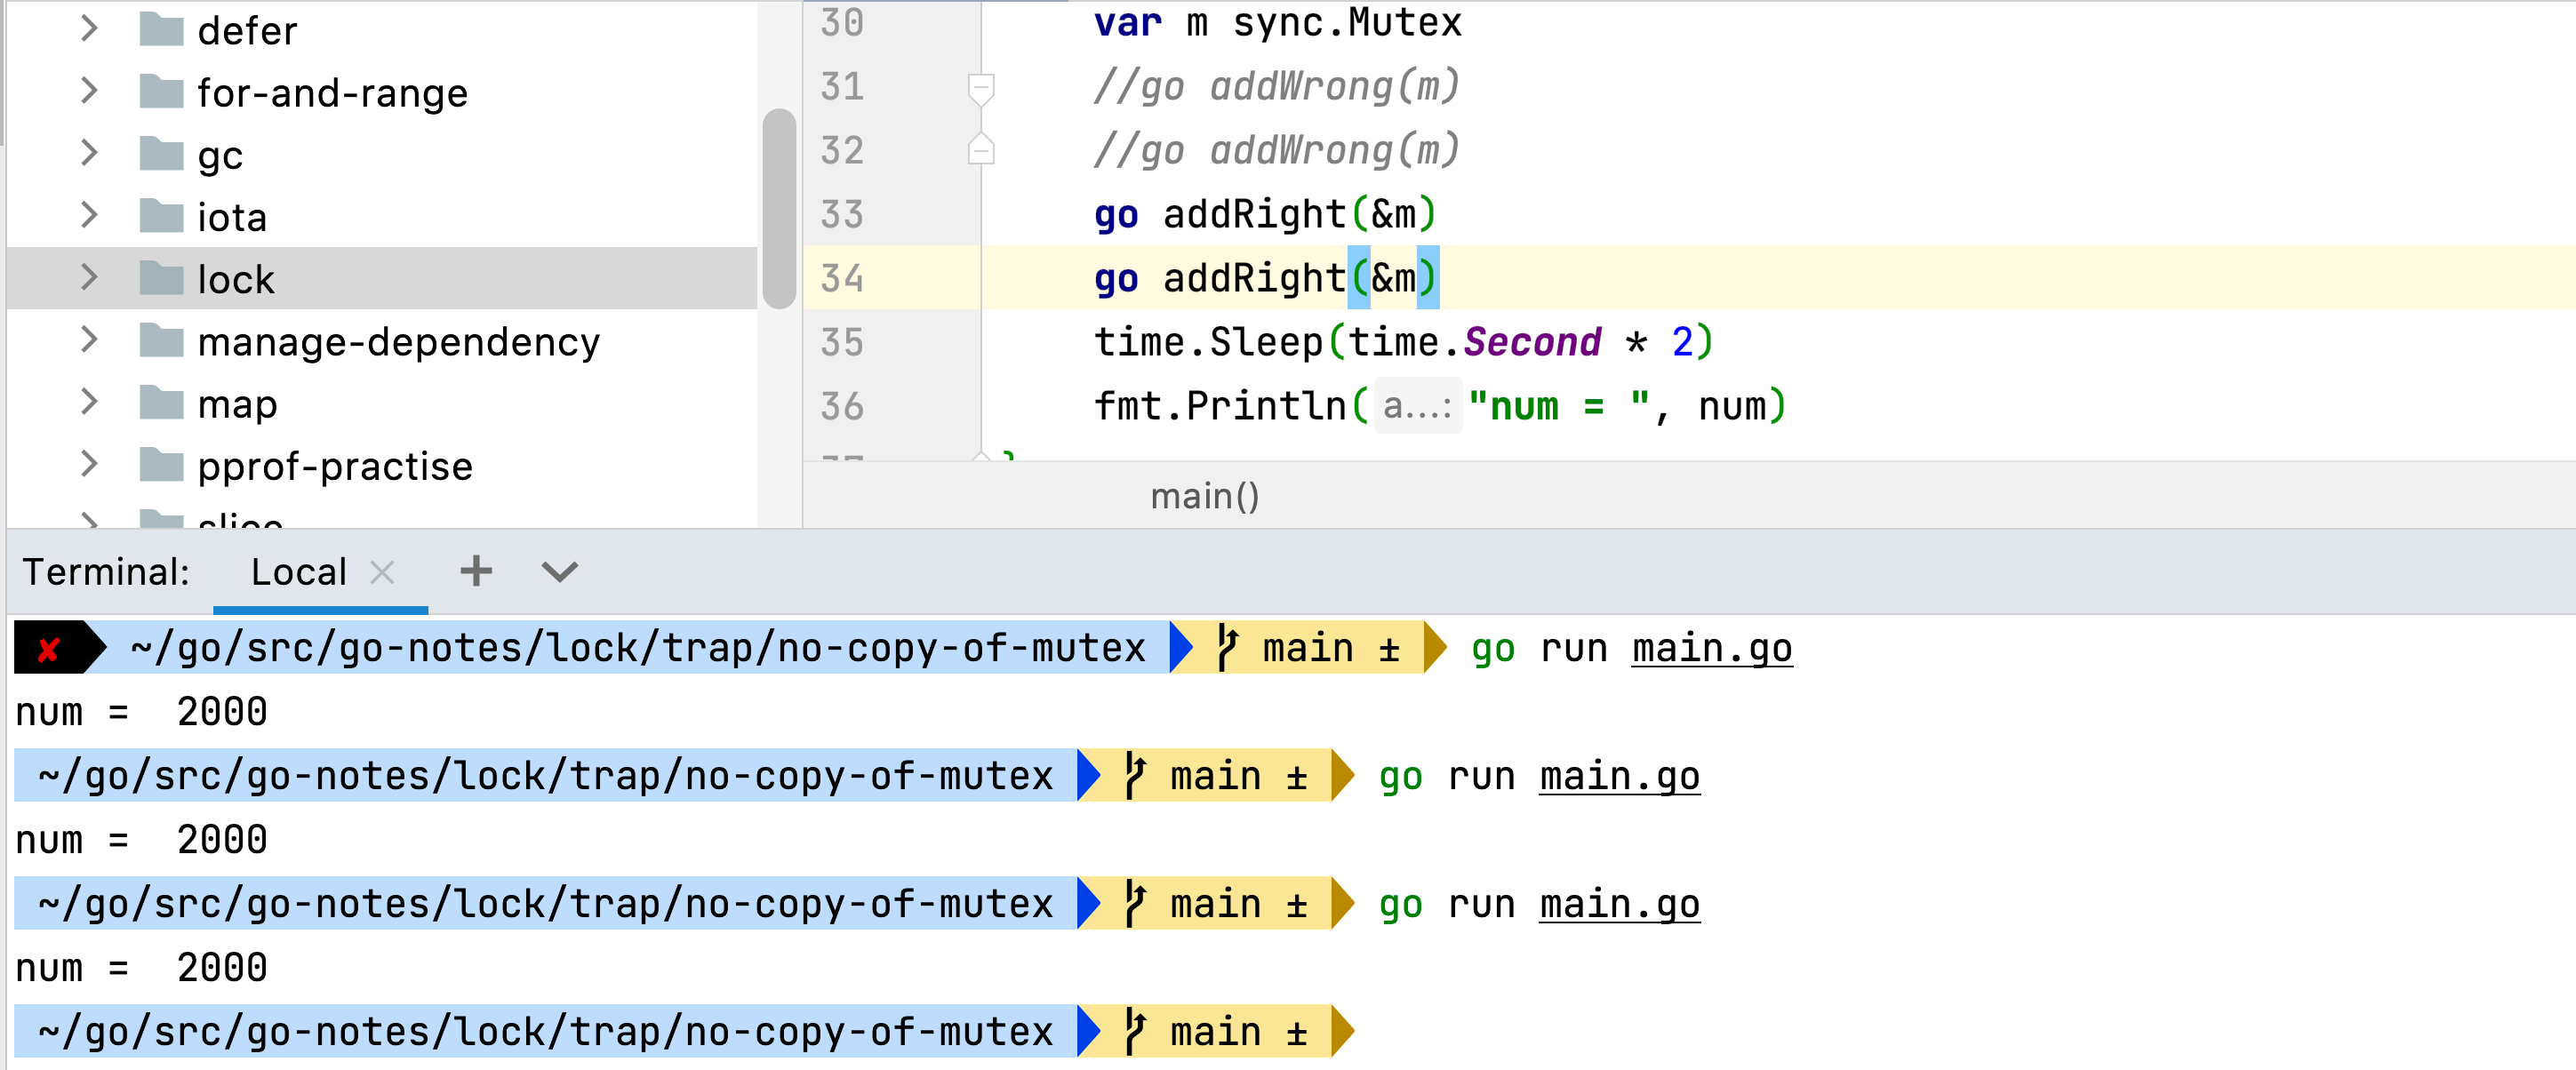 defer
for-and-range
gc
iota
lock
manage-dependency
map
pprof-practise
slice
30 var m sync.Mutex
31 //go addWrong(m)
32 //go addWrong(m)
33 go addRight(&m)
34 go addRight(&m)
35 time.Sleep(time.Second * 2)
36 fmt.Println( a...: "num = ", num)
37 }
main()
Terminal: Local × +
✘ ~/go/src/go-notes/lock/trap/no-copy-of-mutex main ± go run main.go
num =  2000
~/go/src/go-notes/lock/trap/no-copy-of-mutex main ± go run main.go
num =  2000
~/go/src/go-notes/lock/trap/no-copy-of-mutex main ± go run main.go
num =  2000
~/go/src/go-notes/lock/trap/no-copy-of-mutex main ±